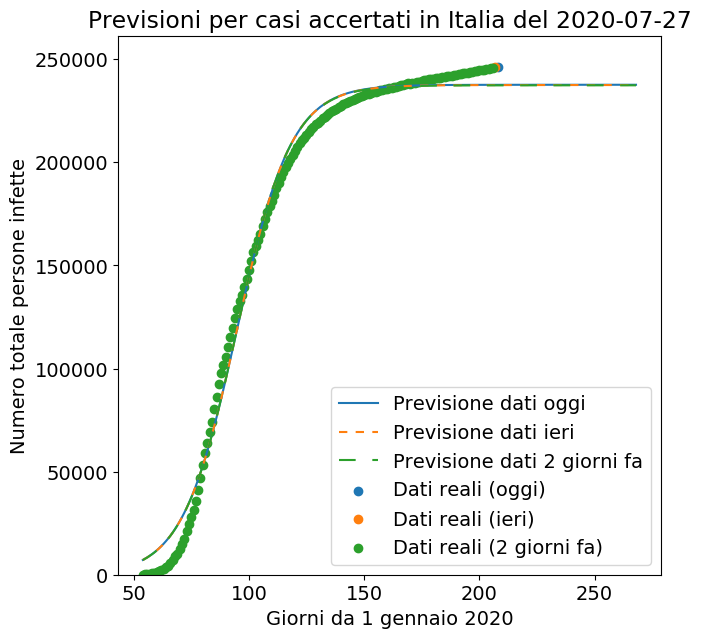 Previsioni per casi accertati in Italia del 2020-07-27
250000
200000
150000
100000
50000
0
Numero totale persone infette
50
100
150
200
250
Giorni da 1 gennaio 2020
Previsione dati oggi
Previsione dati ieri
Previsione dati 2 giorni fa
Dati reali (oggi)
Dati reali (ieri)
Dati reali (2 giorni fa)